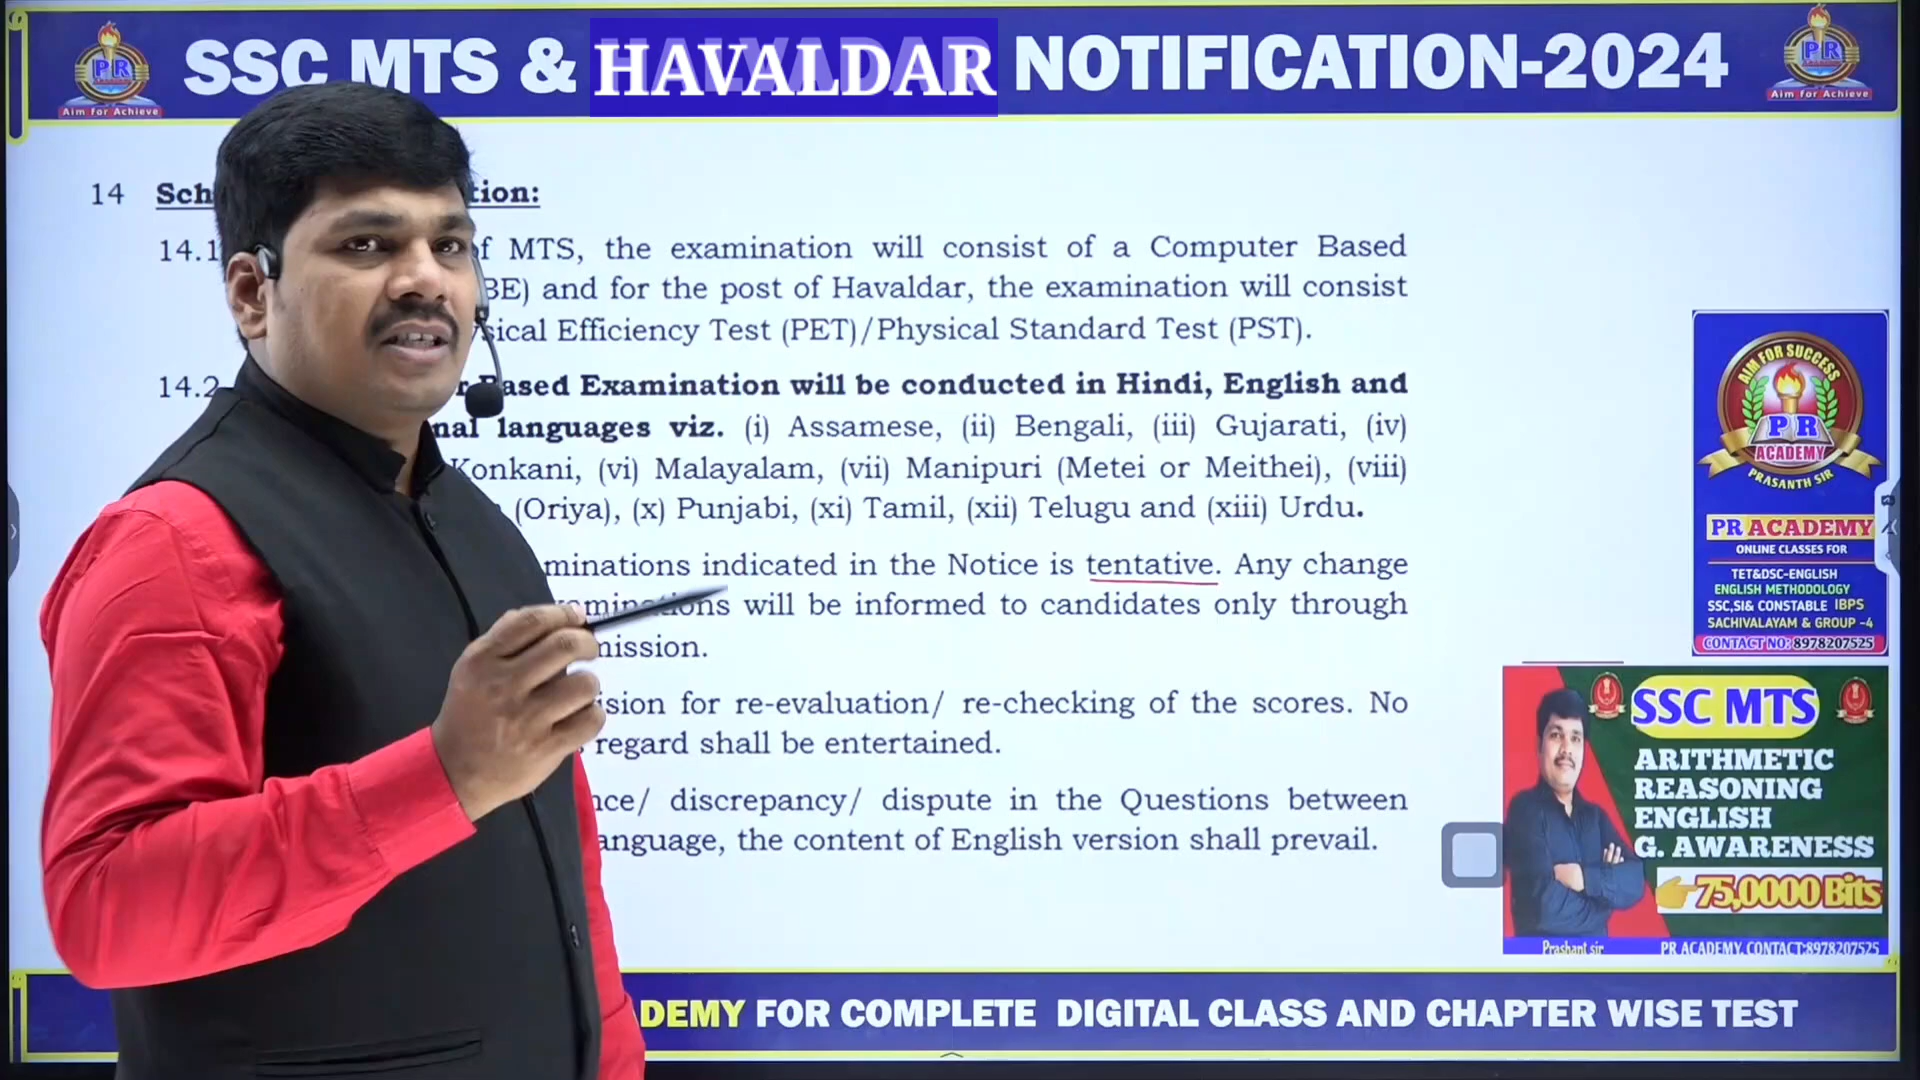 SSC MTS & HAVALDAR NOTIFICATION-2024
PR
Aim for Achieve
PR
Aim for Achieve
14 Sch tion:
14.1 of MTS, the examination will consist of a Computer Based
BE) and for the post of Havaldar, the examination will consist
sical Efficiency Test (PET)/Physical Standard Test (PST).
14.2 r Based Examination will be conducted in Hindi, English and
nal languages viz. (i) Assamese, (ii) Bengali, (iii) Gujarati, (iv)
Konkani, (vi) Malayalam, (vii) Manipuri (Metei or Meithei), (viii)
(Oriya), (x) Punjabi, (xi) Tamil, (xii) Telugu and (xiii) Urdu.
minations indicated in the Notice is tentative. Any change
xaminations will be informed to candidates only through
mission.
ision for re-evaluation/ re-checking of the scores. No
regard shall be entertained.
nce/ discrepancy/ dispute in the Questions between
anguage, the content of English version shall prevail.
AIM FOR SUCCESS
PR
ACADEMY
PRASANTH SIR
PR ACADEMY
ONLINE CLASSES FOR
TET&DSC-ENGLISH
ENGLISH METHODOLOGY
SSC,SI& CONSTABLE IBPS
SACHIVALAYAM & GROUP -4
CONTACT NO: 8978207525
SSC MTS
ARITHMETIC
REASONING
ENGLISH
G. AWARENESS
75,0000 Bits
Prashant sir
PR ACADEMY. CONTACT:8978207525
DEMY FOR COMPLETE DIGITAL CLASS AND CHAPTER WISE TEST